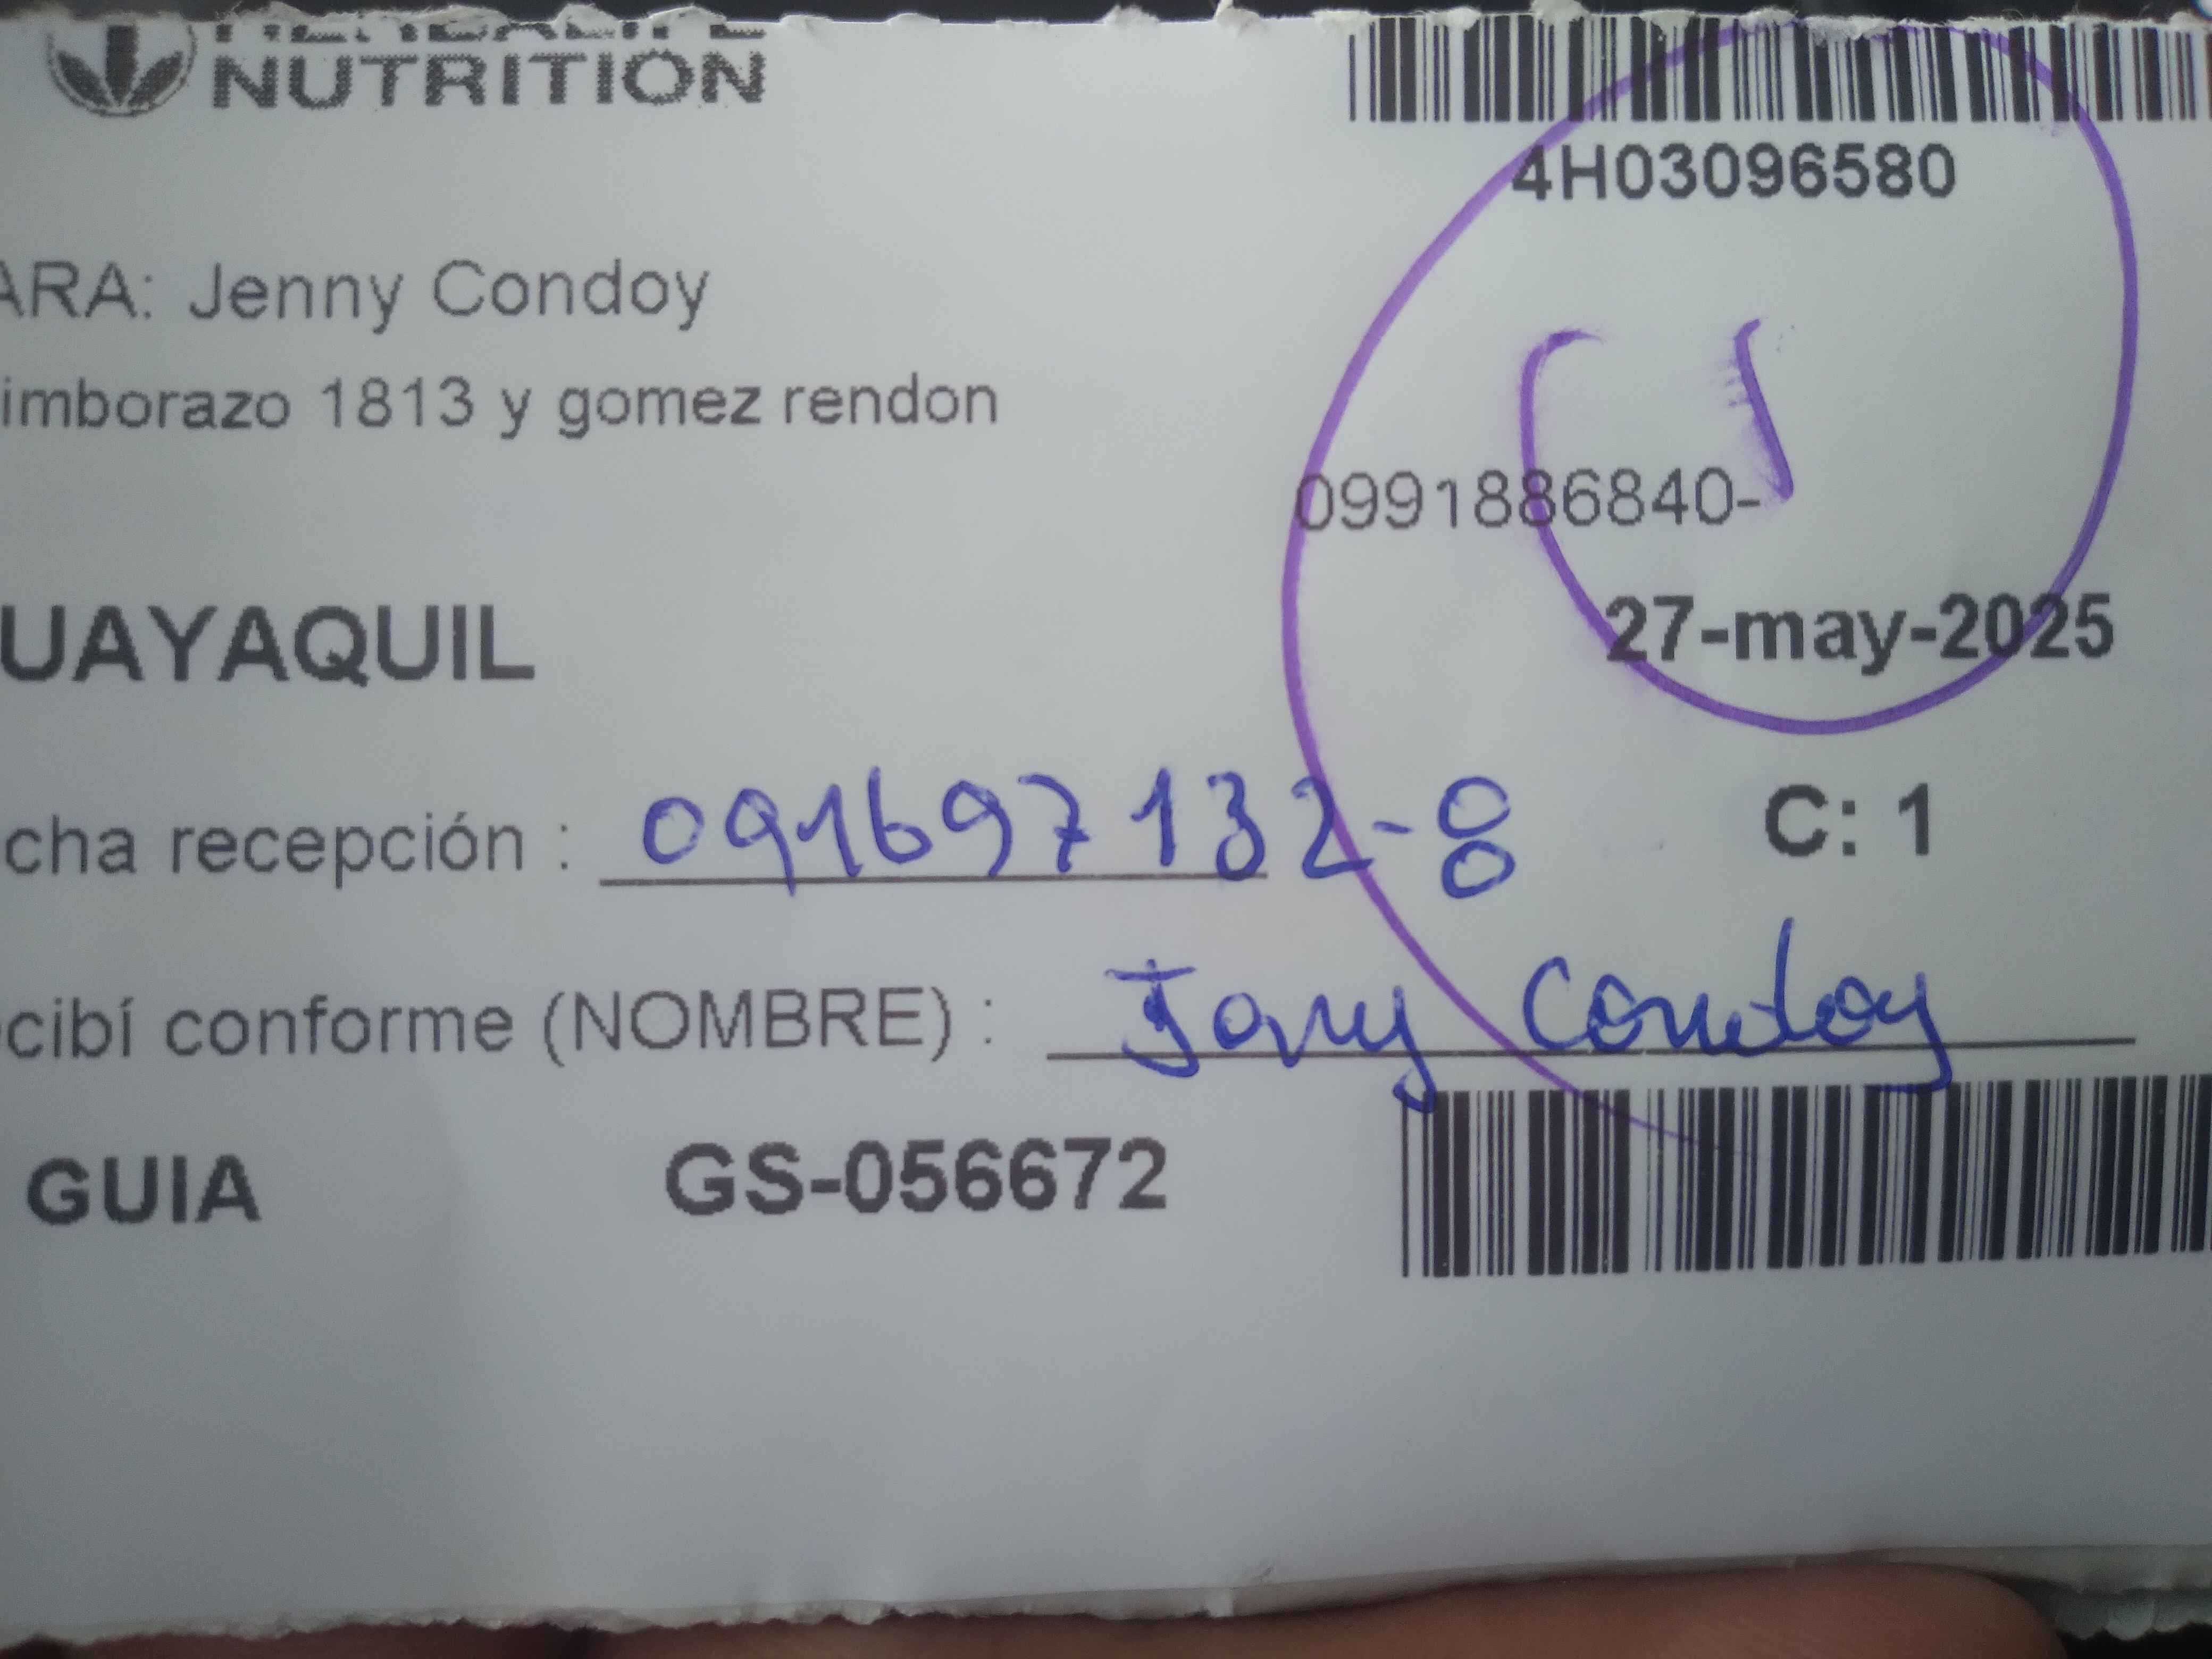 NUTRITION
4H03096580
ARA: Jenny Condoy
imborazo 1813 y gomez rendon
0991886840-
UAYAQUIL
27-may-2025
cha recepción : 091697132-8
C: 1
cibí conforme (NOMBRE) : Jenny Condoy
GUIA GS-056672